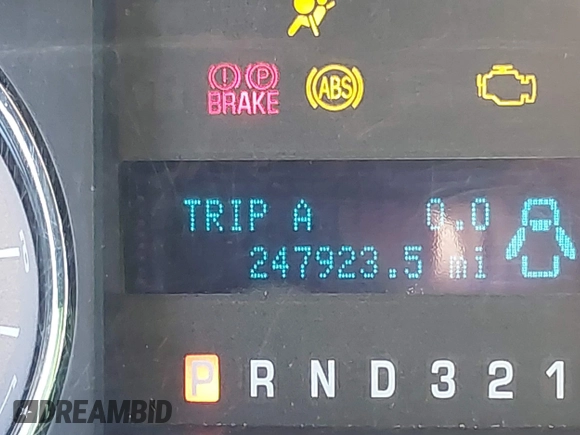 BRAKE ABS
TRIP A 0.0
247923.5 mi
P R N D 3 2 1
DREAMBID